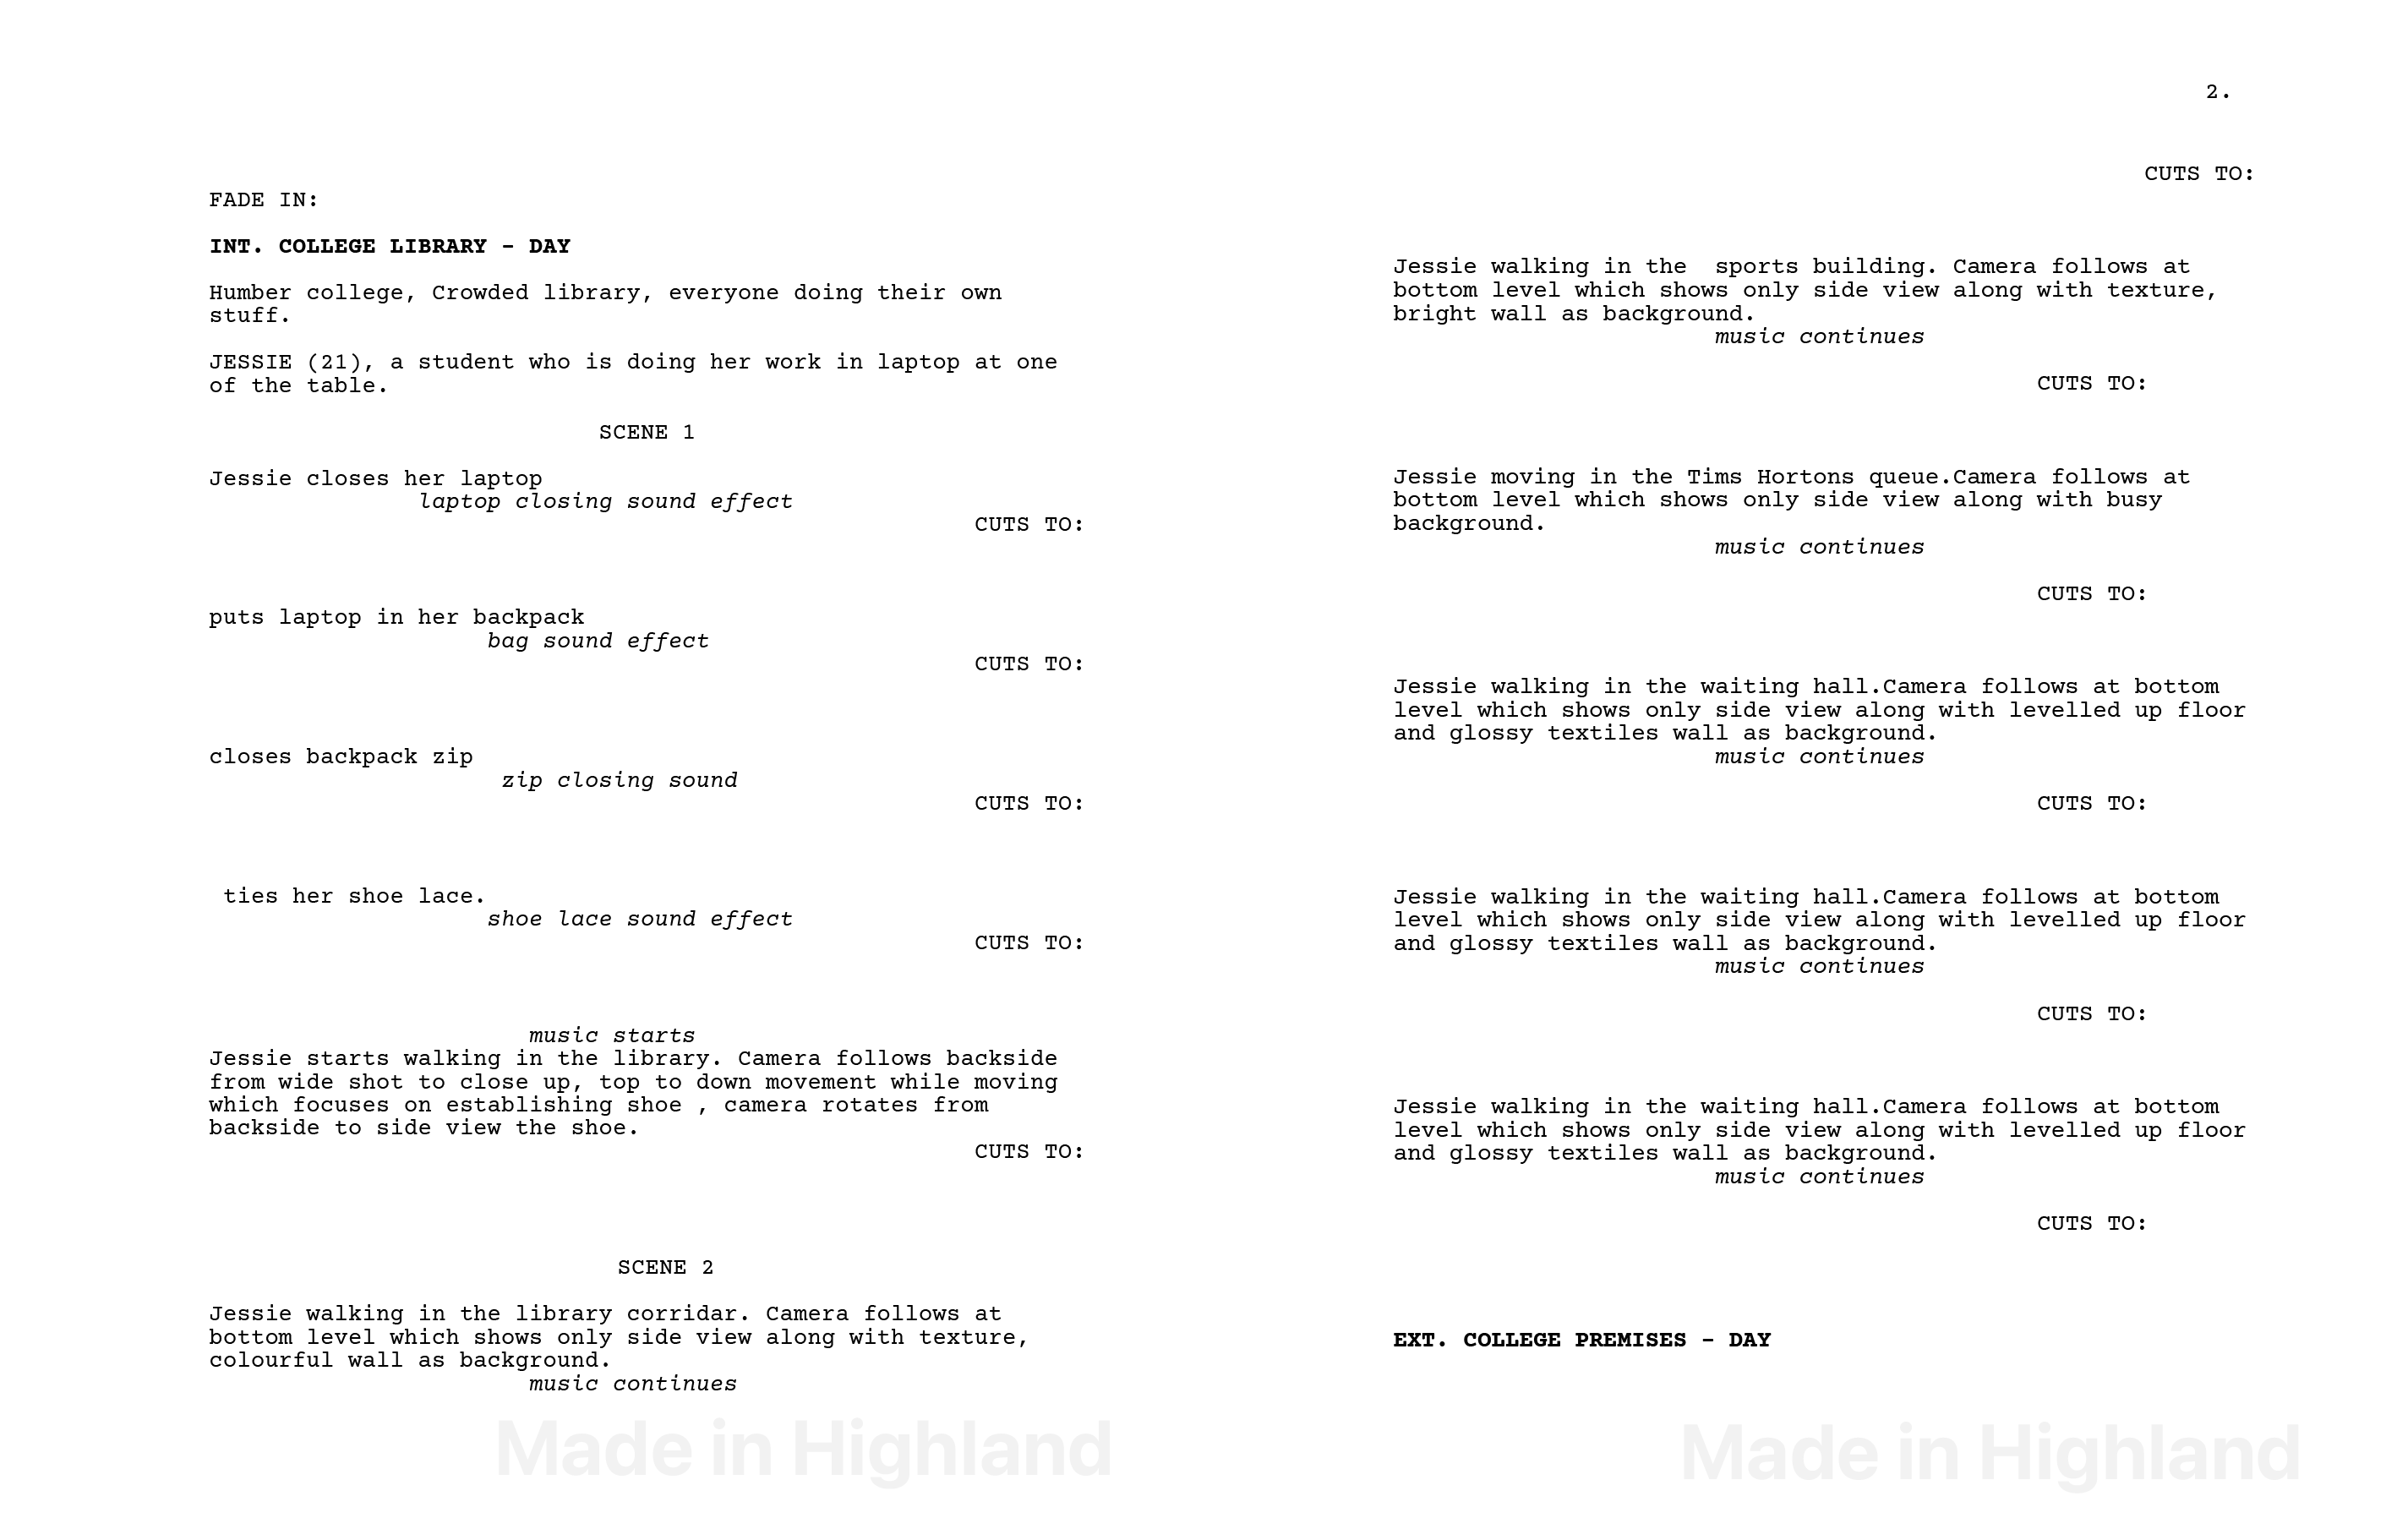 FADE IN:
INT. COLLEGE LIBRARY - DAY
Humber college, Crowded library, everyone doing their own
stuff.
JESSIE (21), a student who is doing her work in laptop at one
of the table.
SCENE 1
Jessie closes her laptop
laptop closing sound effect
CUTS TO:
puts laptop in her backpack
bag sound effect
CUTS TO:
closes backpack zip
zip closing sound
CUTS TO:
ties her shoe lace.
shoe lace sound effect
CUTS TO:
music starts
Jessie starts walking in the library. Camera follows backside
from wide shot to close up, top to down movement while moving
which focuses on establishing shoe , camera rotates from
backside to side view the shoe.
CUTS TO:
SCENE 2
Jessie walking in the library corridar. Camera follows at
bottom level which shows only side view along with texture,
colourful wall as background.
music continues
Made in Highland
2.
CUTS TO:
Jessie walking in the  sports building. Camera follows at
bottom level which shows only side view along with texture,
bright wall as background.
music continues
CUTS TO:
Jessie moving in the Tims Hortons queue.Camera follows at
bottom level which shows only side view along with busy
background.
music continues
CUTS TO:
Jessie walking in the waiting hall.Camera follows at bottom
level which shows only side view along with levelled up floor
and glossy textiles wall as background.
music continues
CUTS TO:
Jessie walking in the waiting hall.Camera follows at bottom
level which shows only side view along with levelled up floor
and glossy textiles wall as background.
music continues
CUTS TO:
Jessie walking in the waiting hall.Camera follows at bottom
level which shows only side view along with levelled up floor
and glossy textiles wall as background.
music continues
CUTS TO:
EXT. COLLEGE PREMISES - DAY
Made in Highland